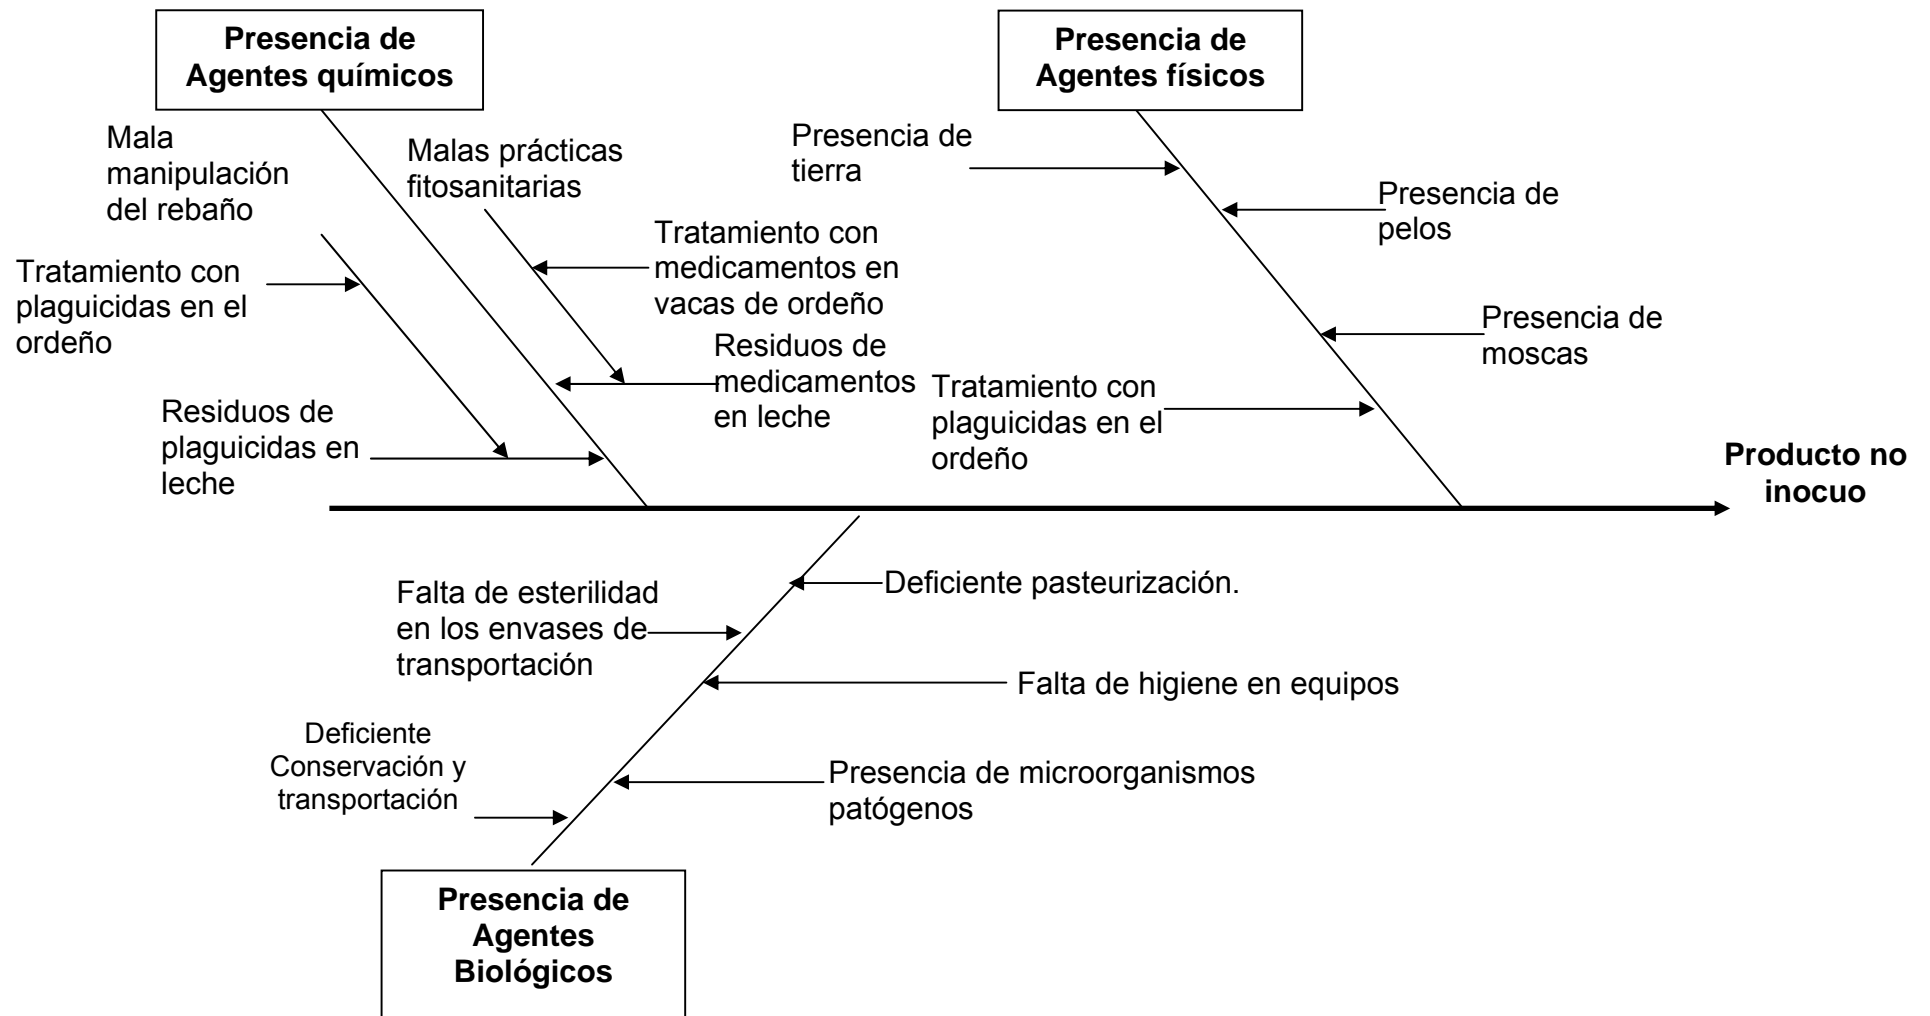 Presencia de
Agentes químicos
Presencia de
Agentes físicos
Mala
manipulación
del rebaño
Malas prácticas
fitosanitarias
Presencia de
tierra
Presencia de
pelos
Tratamiento con
plaguicidas en el
ordeño
Tratamiento con
medicamentos en
vacas de ordeño
Presencia de
moscas
Residuos de
medicamentos
en leche
Tratamiento con
plaguicidas en el
ordeño
Residuos de
plaguicidas en
leche
Producto no
inocuo
Falta de esterilidad
en los envases de
transportación
Deficiente pasteurización.
Falta de higiene en equipos
Deficiente
Conservación y
transportación
Presencia de microorganismos
patógenos
Presencia de
Agentes
Biológicos